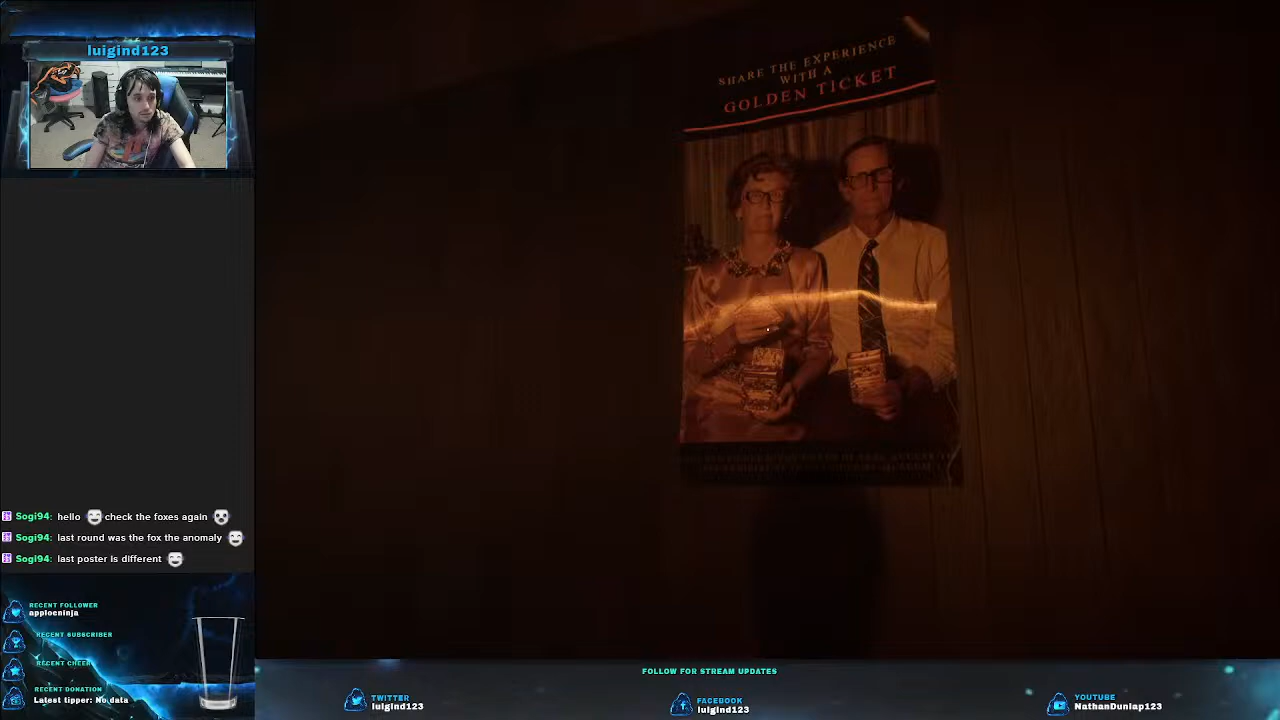 luigind123
SHARE THE EXPERIENCE
WITH A
GOLDEN TICKET
Sogi94: hello check the foxes again
Sogi94: last round was the fox the anomaly
Sogi94: last poster is different
RECENT FOLLOWER
RECENT SUBSCRIBER
RECENT CHEER
RECENT DONATION
Latest tipper: No data
FOLLOW FOR STREAM UPDATES
TWITTER
luigind123
FACEBOOK
luigind123
YOUTUBE
NathanDunlap123